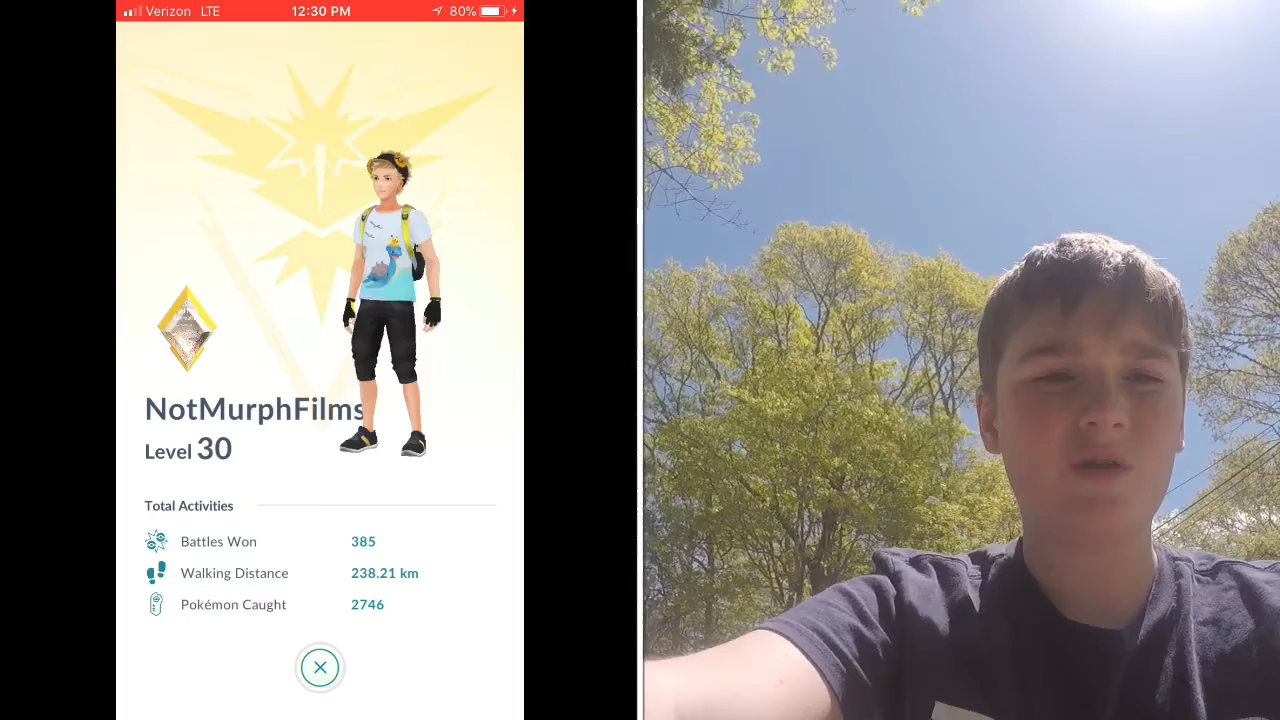 Verizon LTE 12:30 PM 80%
NotMurphFilms
Level 30
Total Activities
Battles Won 385
Walking Distance 238.21 km
Pokémon Caught 2746